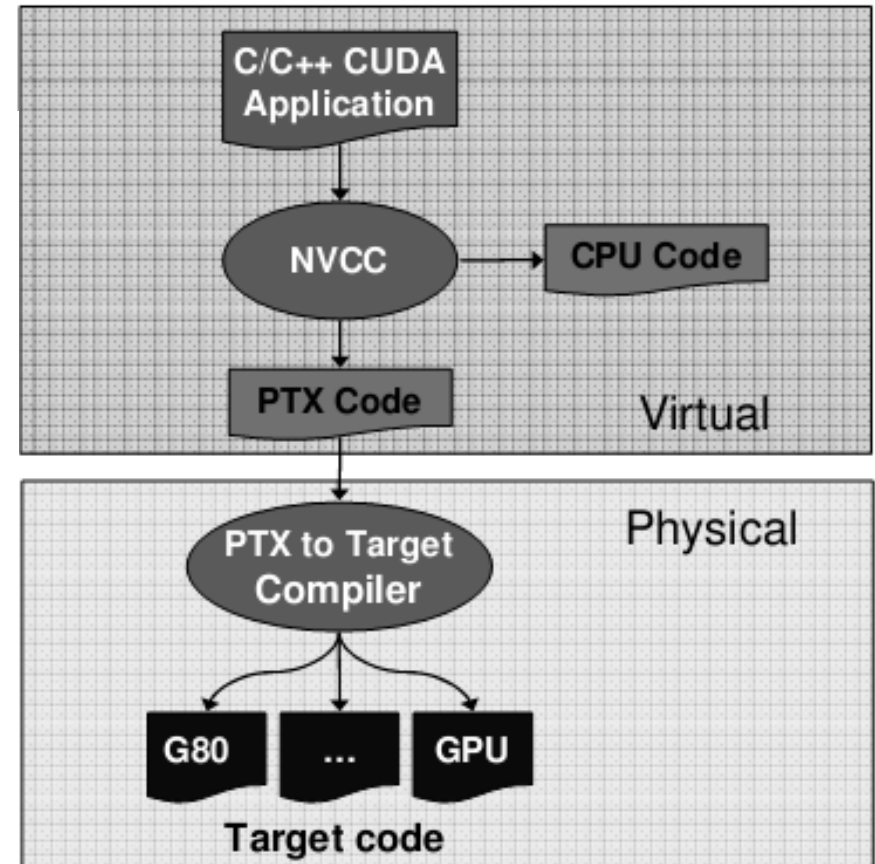 C/C++ CUDA
Application
NVCC
CPU Code
PTX Code
Virtual
Physical
PTX to Target
Compiler
G80
...
GPU
Target code